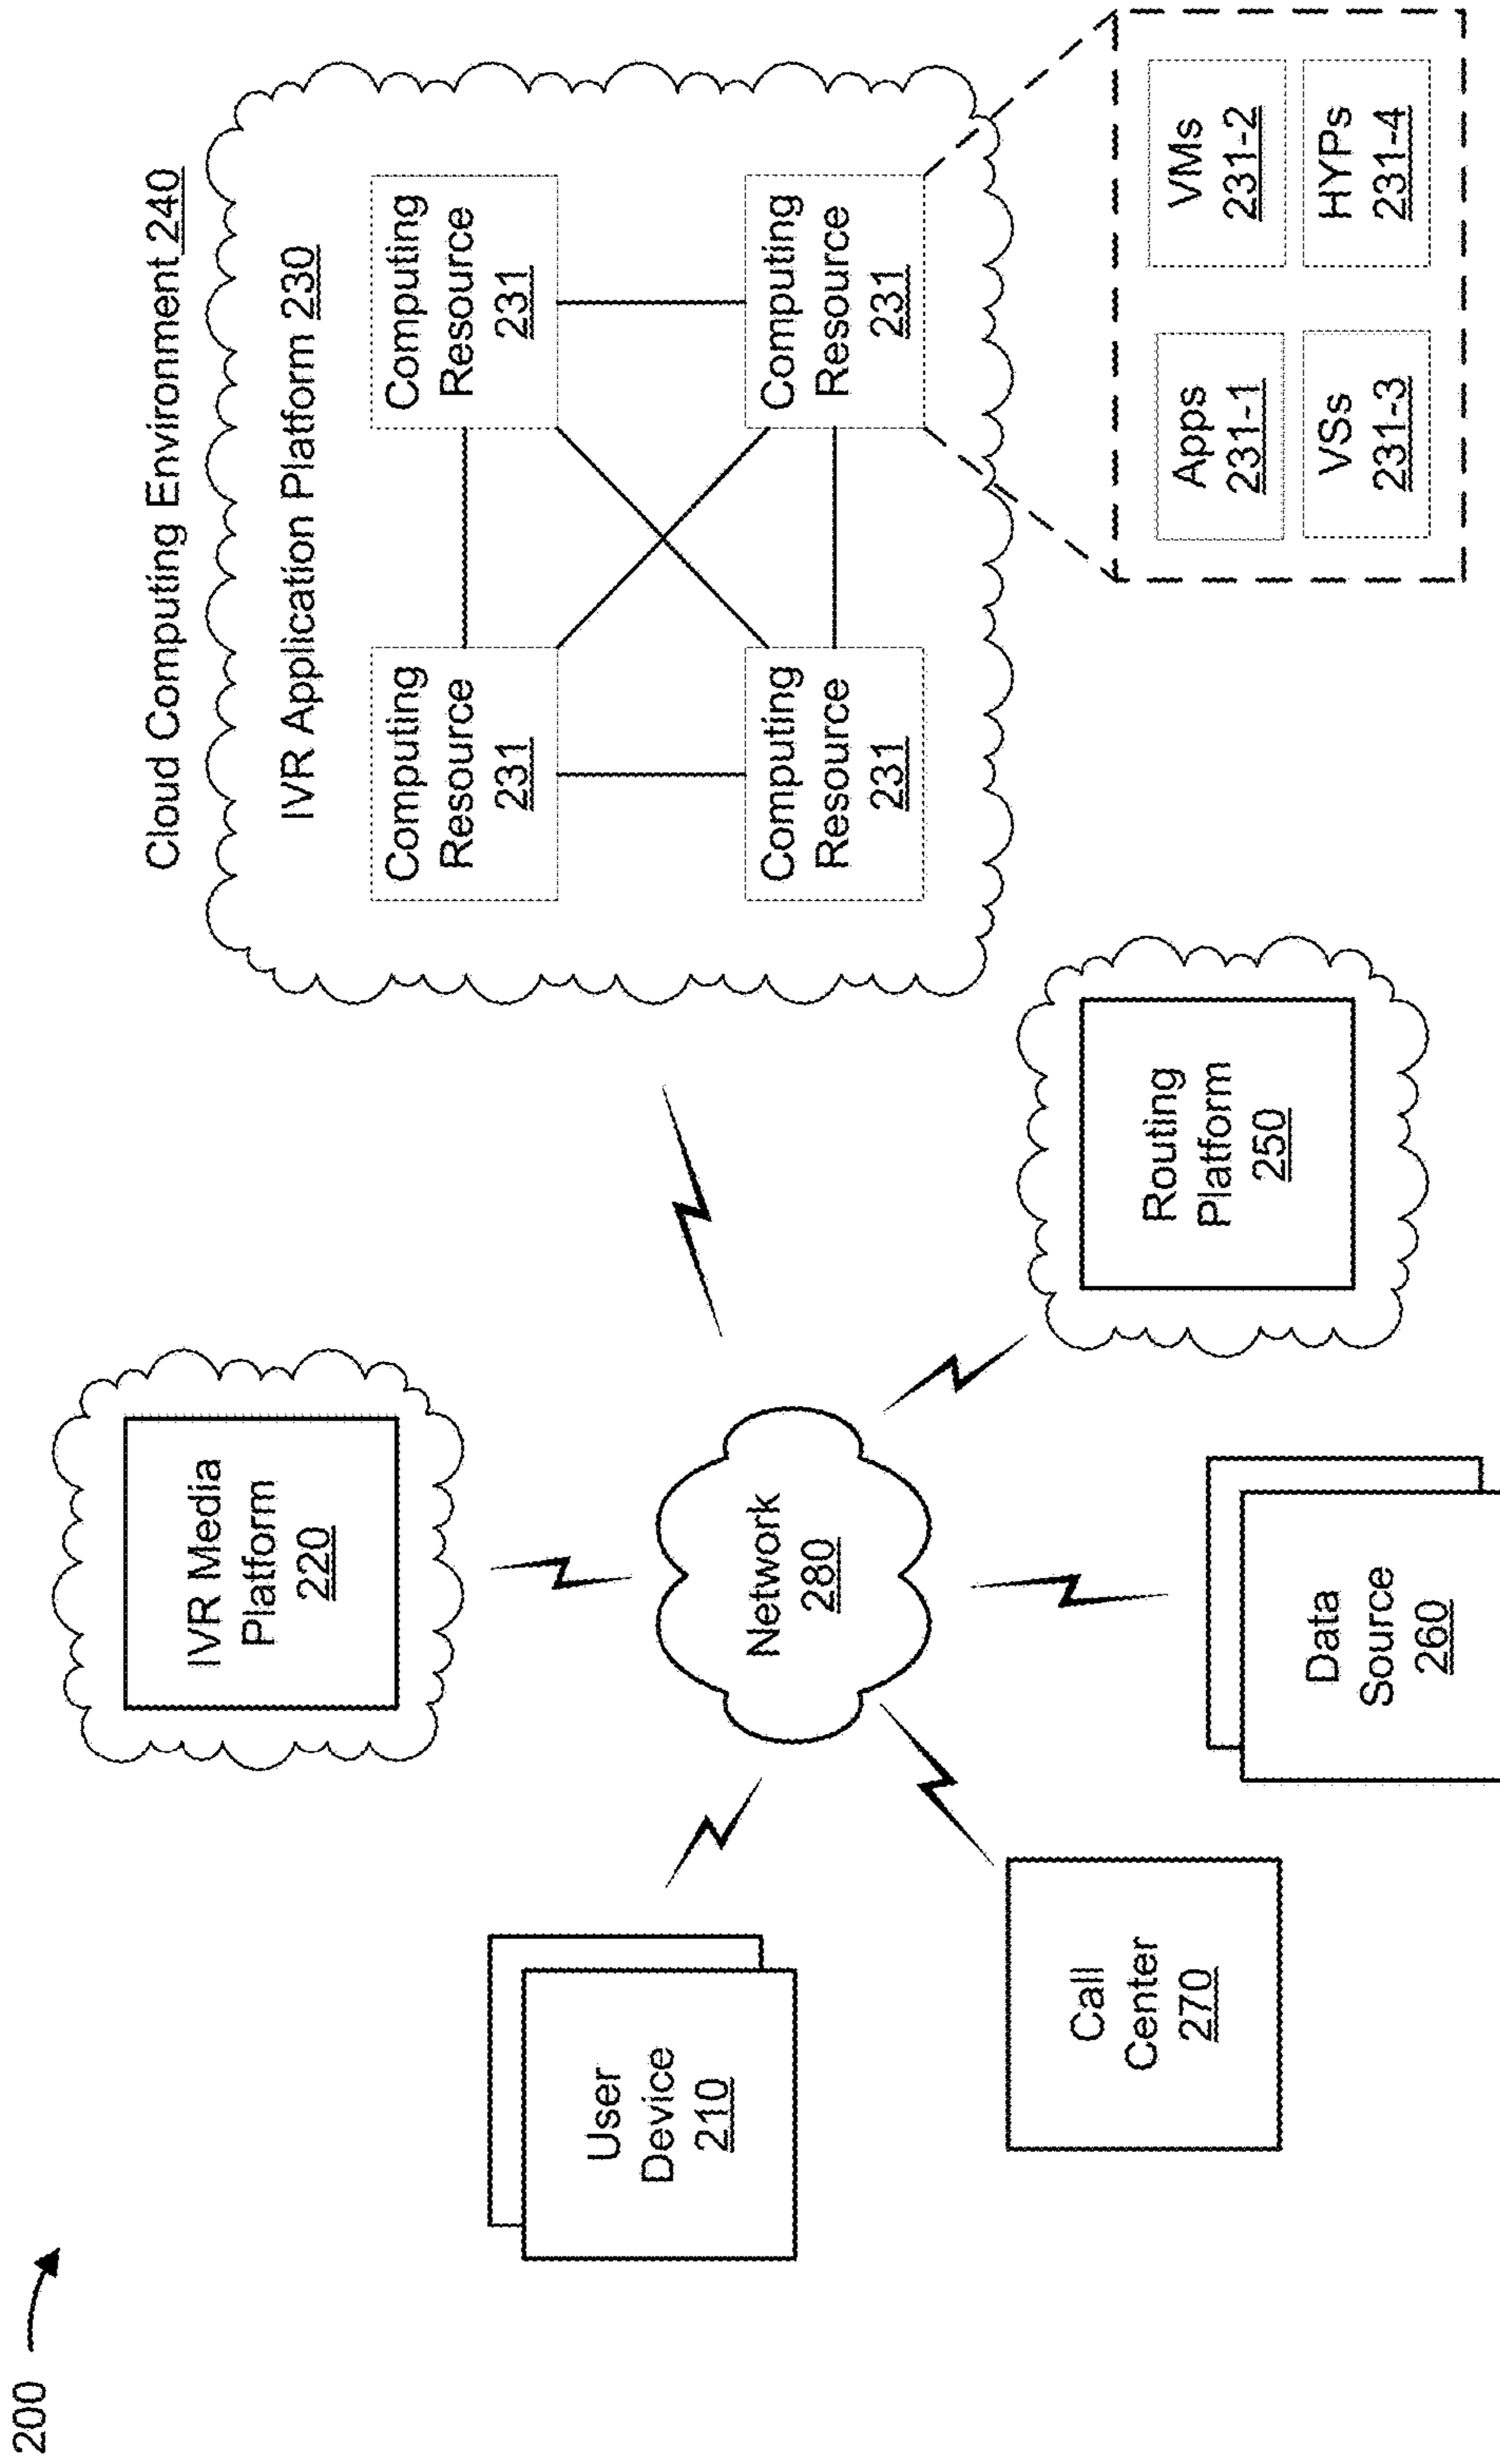 200
Cloud Computing Environment 240
IVR Application Platform 230
Computing
Resource
231
Computing
Resource
231
Computing
Resource
231
Computing
Resource
231
Apps
231-1
VMs
231-2
VSs
231-3
HYPs
231-4
IVR Media
Platform
220
User
Device
210
Network
280
Routing
Platform
250
Call
Center
270
Data
Source
260